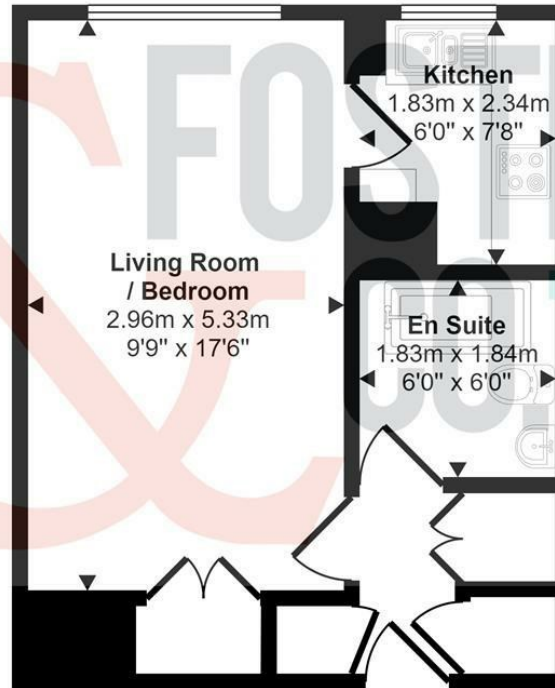 Kitchen
1.83m x 2.34m
6'0" x 7'8"
Living Room
/ Bedroom
2.96m x 5.33m
9'9" x 17'6"
En Suite
1.83m x 1.84m
6'0" x 6'0"
&